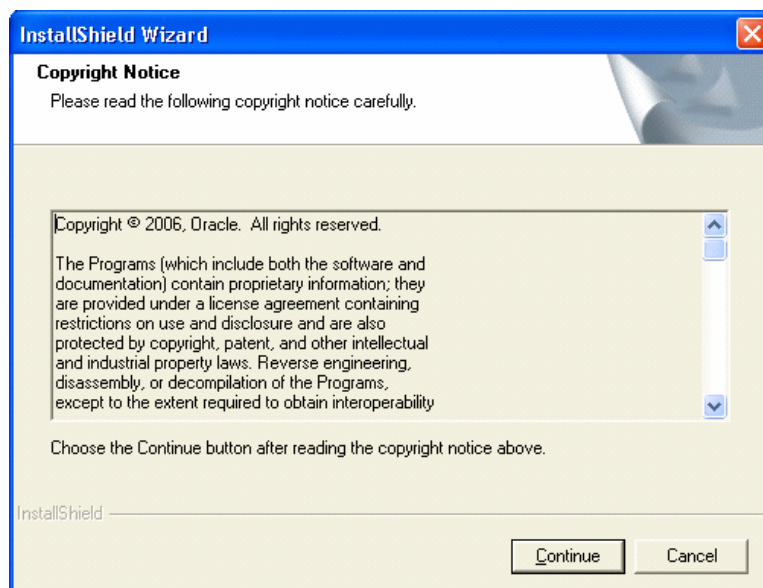 InstallShield Wizard
Copyright Notice
Please read the following copyright notice carefully.
Copyright © 2006, Oracle.  All rights reserved.
The Programs (which include both the software and
documentation) contain proprietary information; they
are provided under a license agreement containing
restrictions on use and disclosure and are also
protected by copyright, patent, and other intellectual
and industrial property laws. Reverse engineering,
disassembly, or decompilation of the Programs,
except to the extent required to obtain interoperability
Choose the Continue button after reading the copyright notice above.
InstallShield
Continue
Cancel